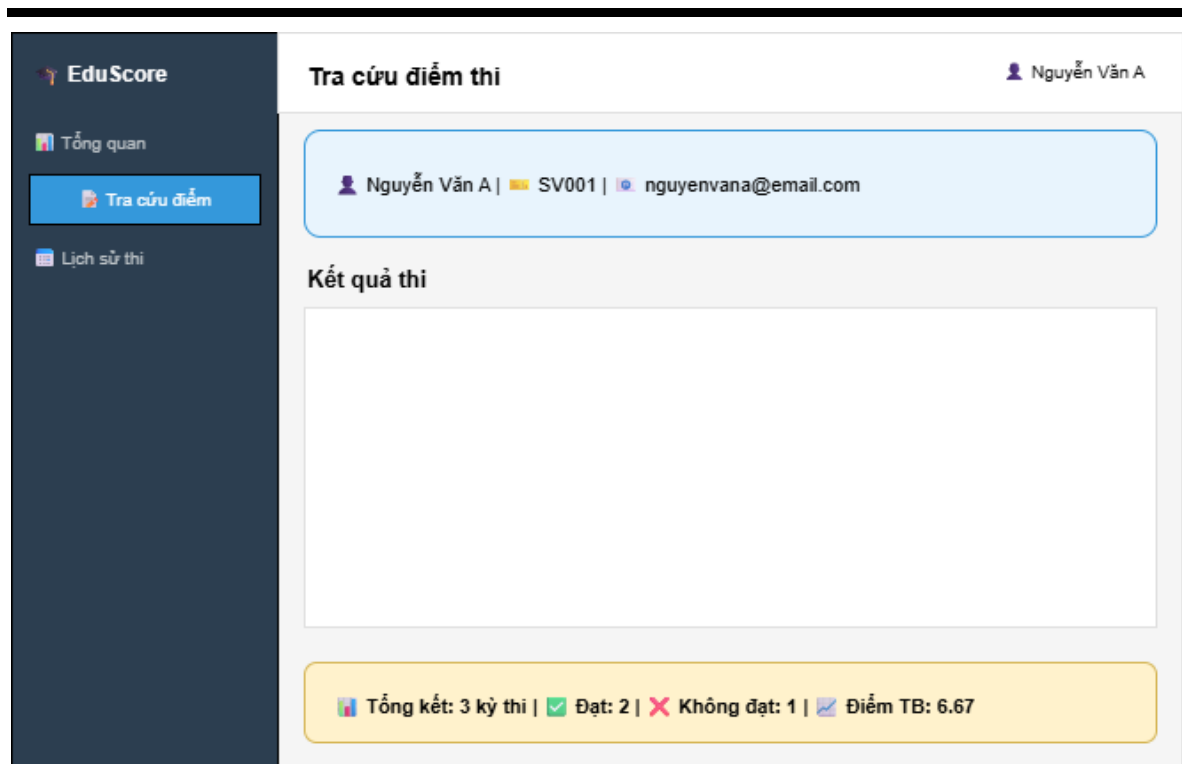 EduScore
Tra cứu điểm thi
Nguyễn Văn A
Tổng quan
Tra cứu điểm
Lịch sử thi
Nguyễn Văn A | SV001 | nguyenvana@email.com
Kết quả thi
Tổng kết: 3 kỳ thi | Đạt: 2 | Không đạt: 1 | Điểm TB: 6.67